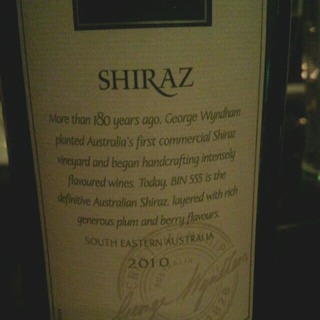 SHIRAZ
More than 180 years ago, George Wyndham
planted Australia's first commercial Shiraz
vineyard and began handcrafting intensely
flavoured wines. Today, BIN 555 is the
definitive Australian Shiraz, layered with rich
generous plum and berry flavours.
SOUTH EASTERN AUSTRALIA
2010
George Wyndham